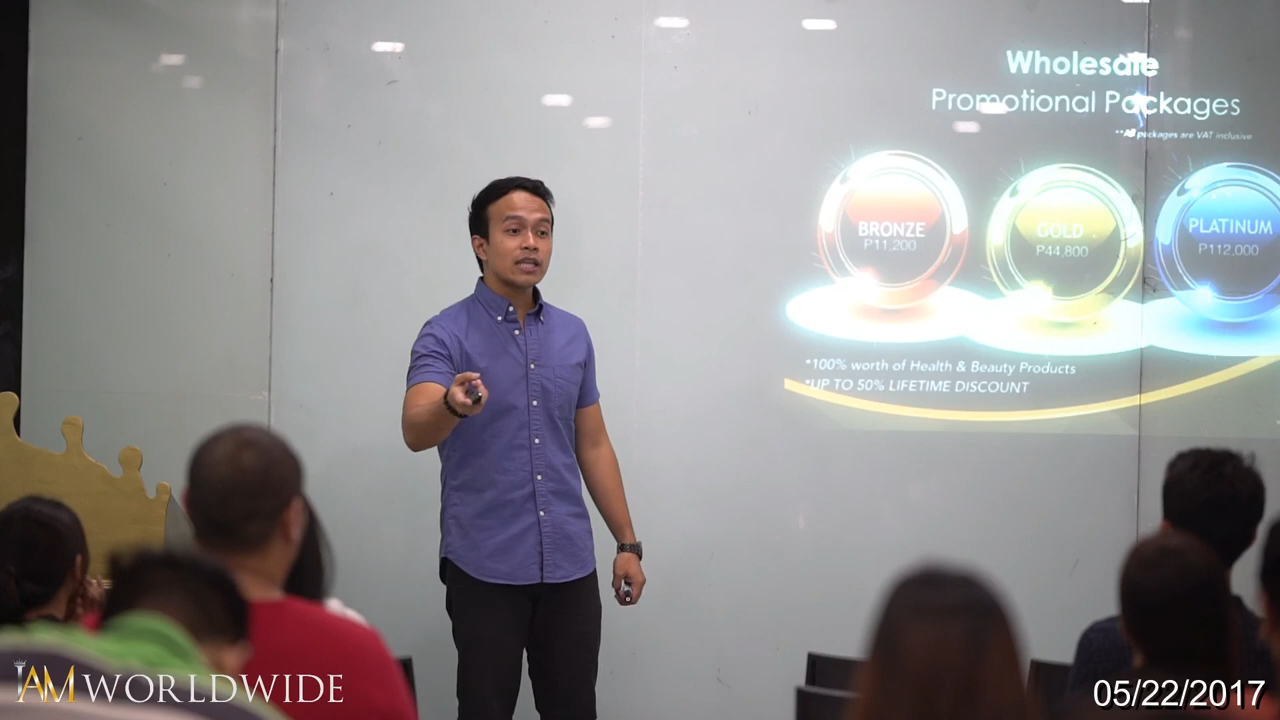 Wholesale
Promotional Packages
**All packages are VAT inclusive
BRONZE
P11,200
GOLD
P44,800
PLATINUM
P112,000
*100% worth of Health & Beauty Products
*UP TO 50% LIFETIME DISCOUNT
IAM WORLDWIDE
05/22/2017